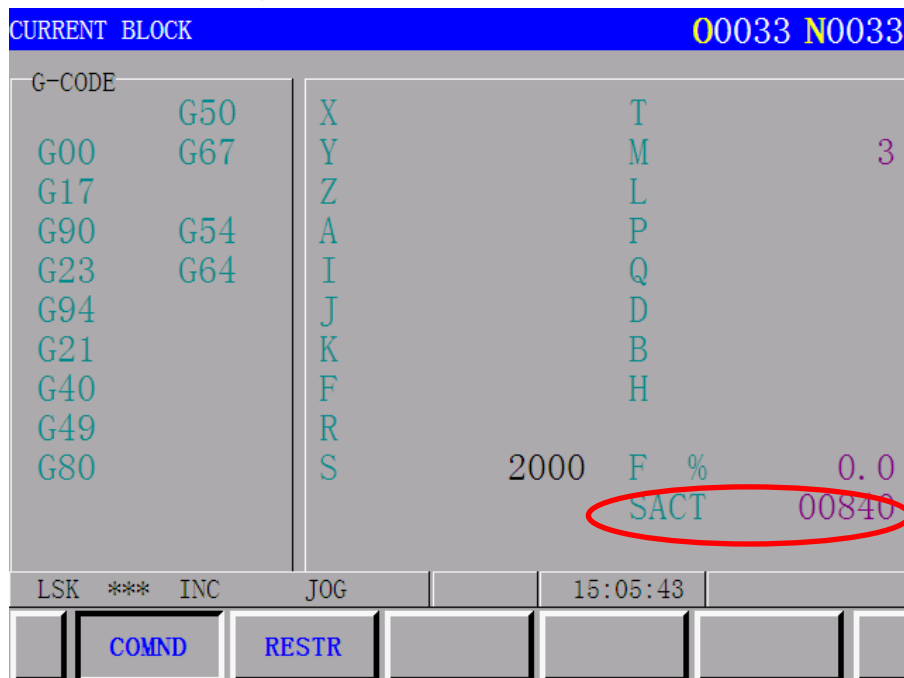 CURRENT BLOCK O0033 N0033
G-CODE
G50 X T
G00 G67 Y M 3
G17 Z L
G90 G54 A P
G23 G64 I Q
G94 J D
G21 K B
G40 F H
G49 R
G80 S 2000 F % 0.0
SACT 00840
LSK *** INC JOG 15:05:43
COMND RESTR